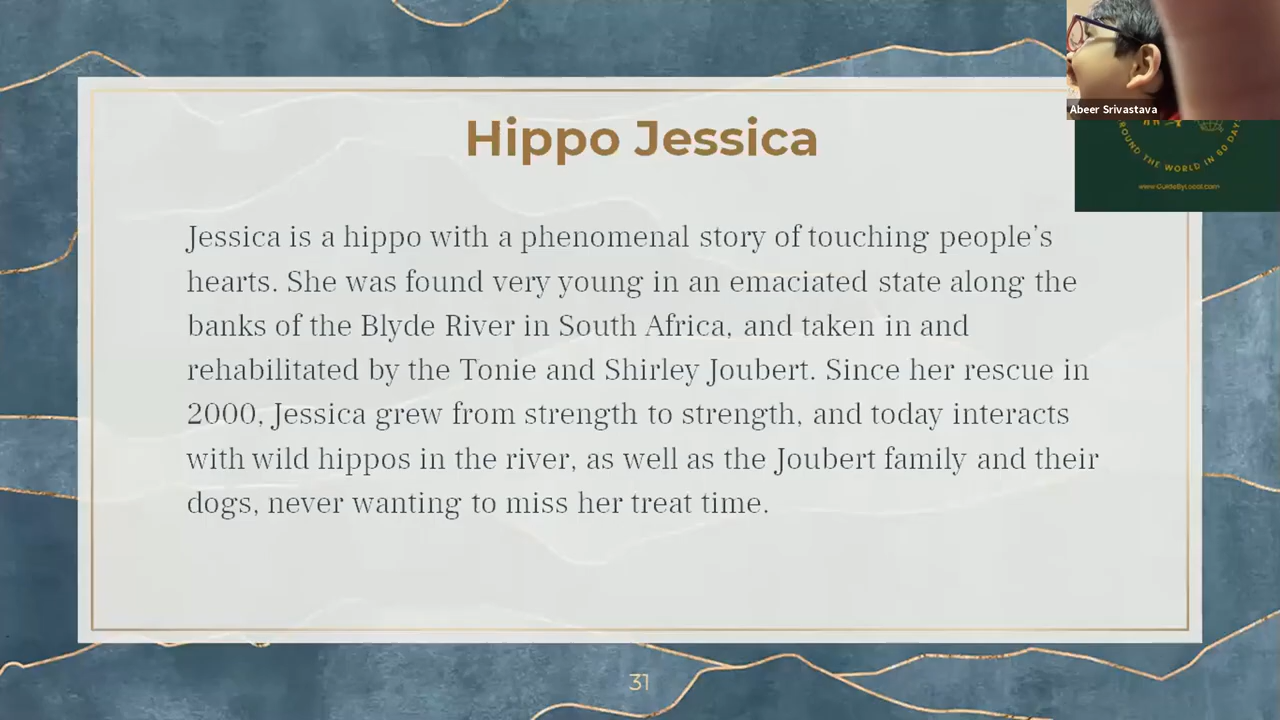 Hippo Jessica
Abeer Srivastava
AROUND THE WORLD IN 60 DAYS
www.GuideByLocal.com
Jessica is a hippo with a phenomenal story of touching people's
hearts. She was found very young in an emaciated state along the
banks of the Blyde River in South Africa, and taken in and
rehabilitated by the Tonie and Shirley Joubert. Since her rescue in
2000, Jessica grew from strength to strength, and today interacts
with wild hippos in the river, as well as the Joubert family and their
dogs, never wanting to miss her treat time.
31